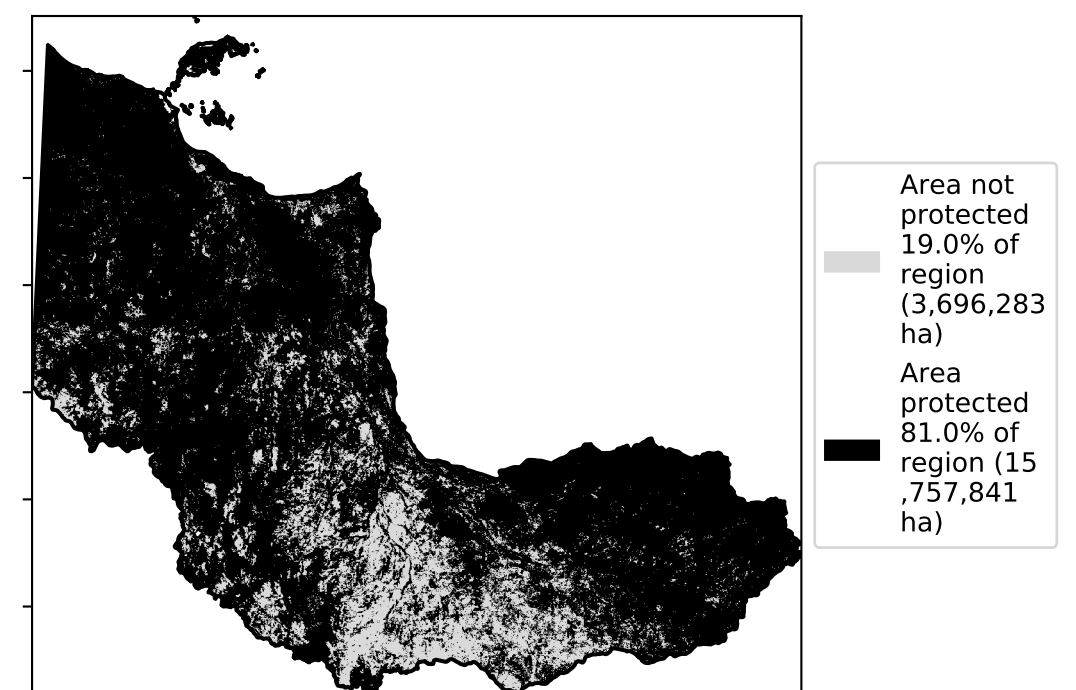 Area not
protected
19.0% of
region
(3,696,283
ha)
Area
protected
81.0% of
region (15
,757,841
ha)